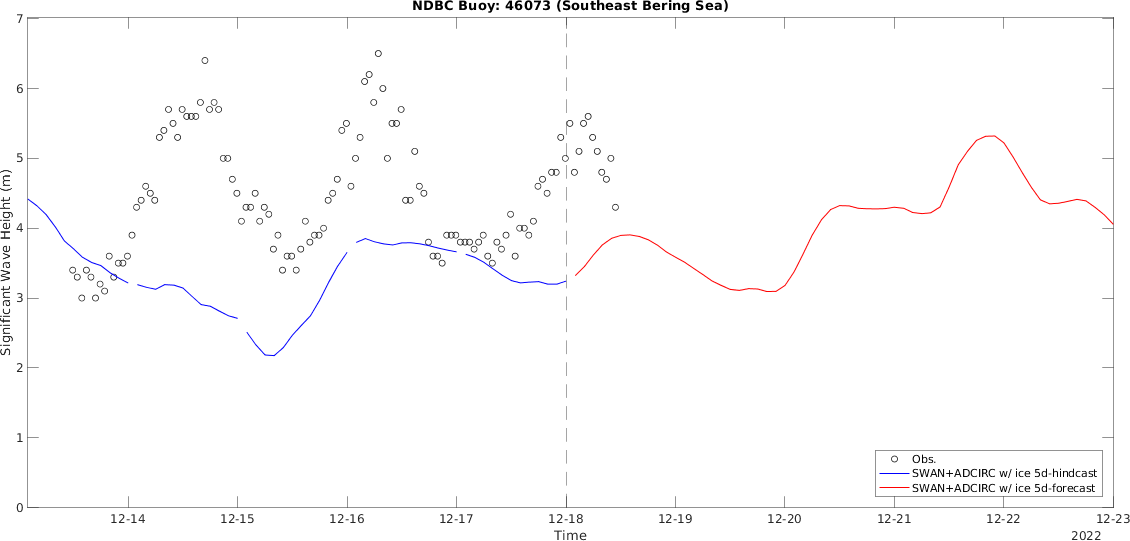 NDBC Buoy: 46073 (Southeast Bering Sea)
7
6
5
4
3
2
1
0
Significant Wave Height (m)
Obs.
SWAN+ADCIRC w/ ice 5d-hindcast
SWAN+ADCIRC w/ ice 5d-forecast
12-14 12-15 12-16 12-17 12-18 12-19 12-20 12-21 12-22 12-23
Time
2022